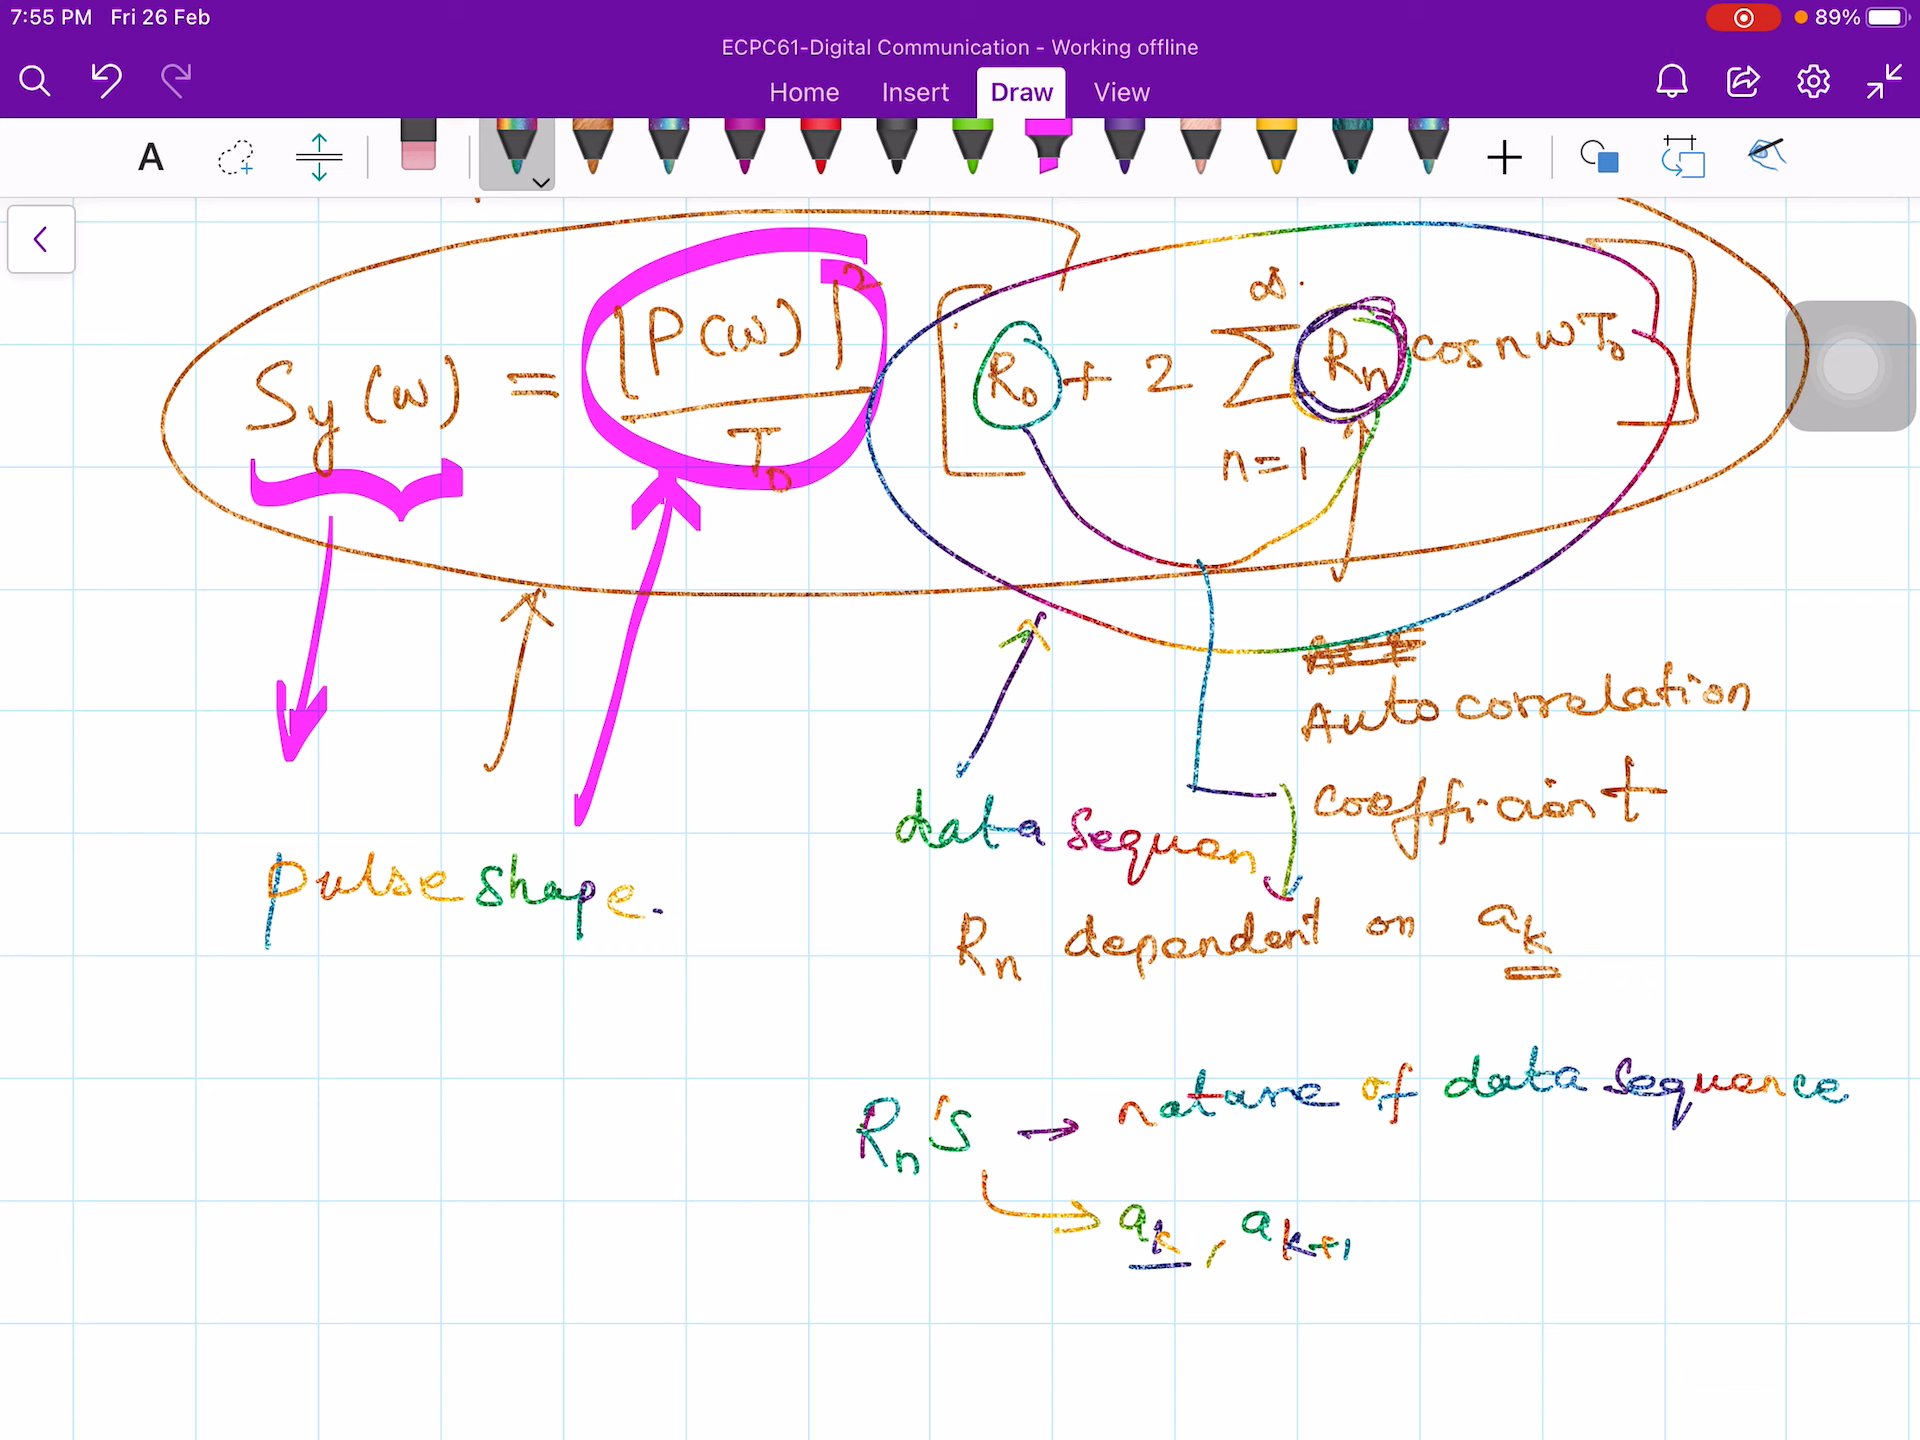 7:55 PM Fri 26 Feb 89%
ECPC61-Digital Communication - Working offline
Home Insert Draw View
A
Sy(ω) = |P(ω)|² / To [ Ro + 2 ∞ Σ n=1 Rn cos nωTo ]
Auto correlation
coefficient
data sequen
pulse shape.
Rn dependent on ak
Rn's → nature of data sequence
ak , ak+1